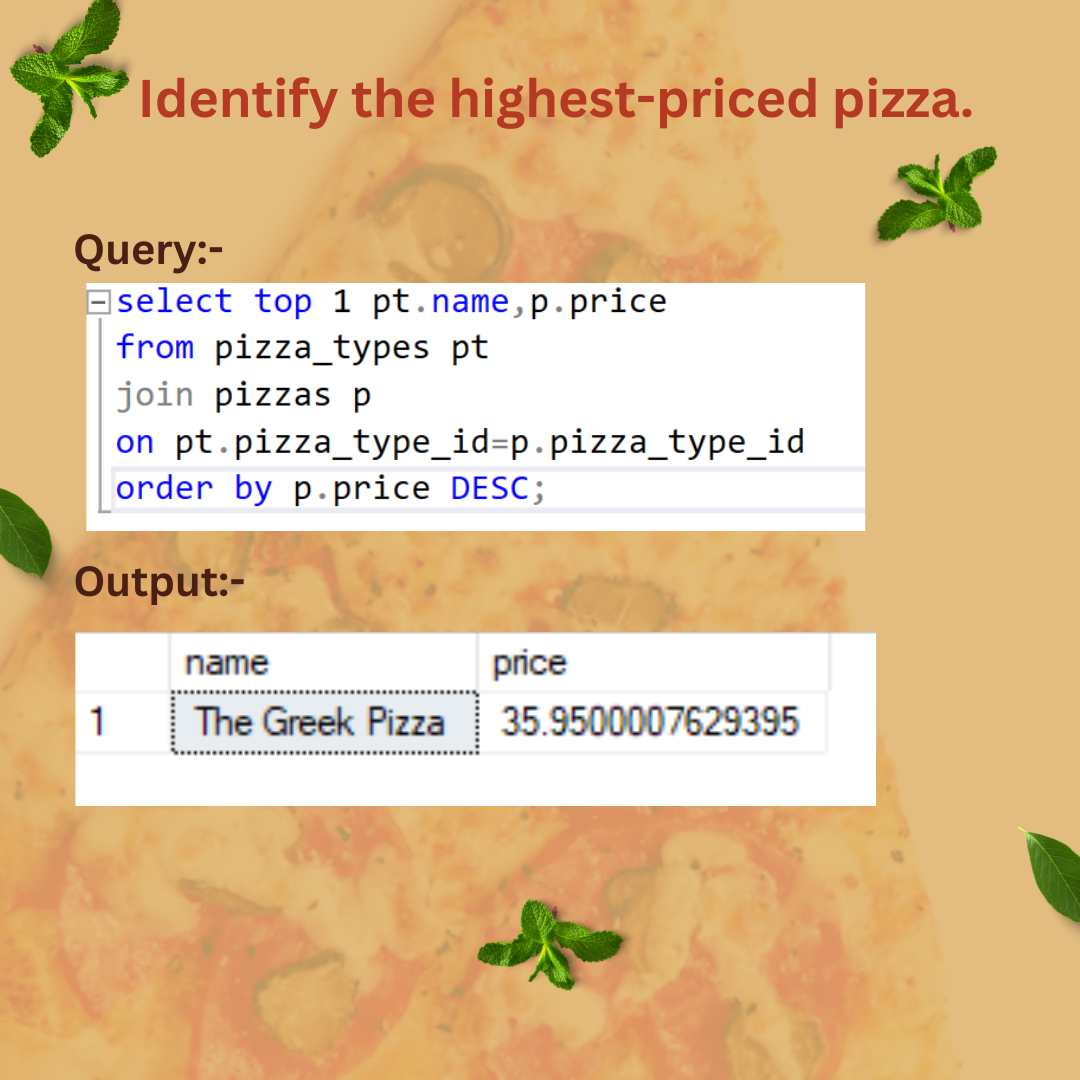 Identify the highest-priced pizza.
Query:-
select top 1 pt.name,p.price
from pizza_types pt
join pizzas p
on pt.pizza_type_id=p.pizza_type_id
order by p.price DESC;
Output:-
name price
1 The Greek Pizza 35.9500007629395